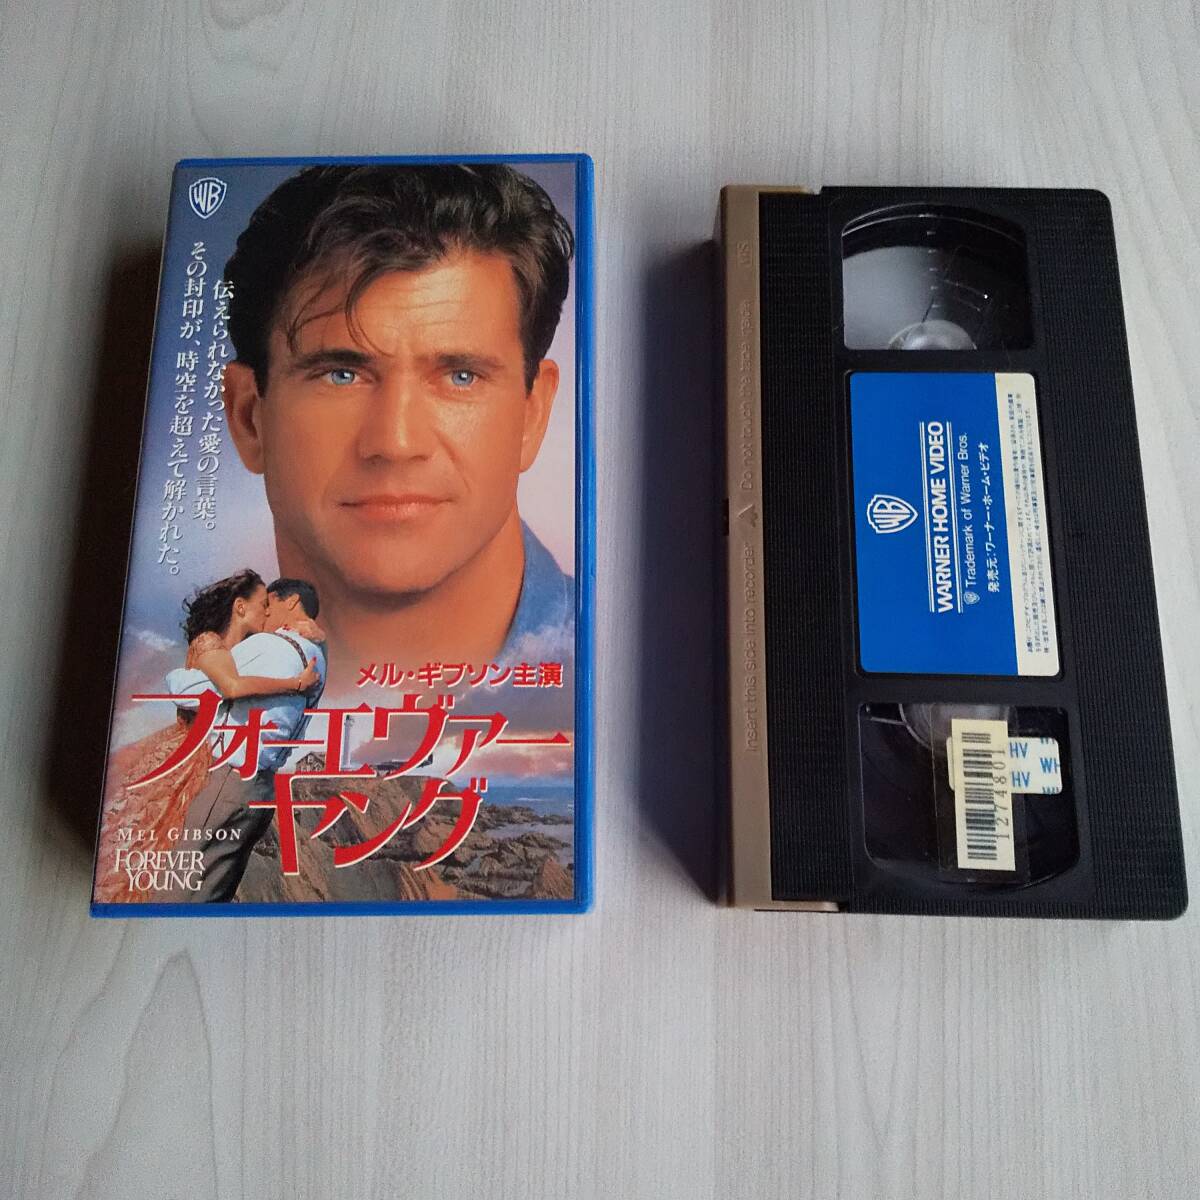 WB
伝えられなかった愛の言葉。
その封印が、時空を超えて解かれた。
メル・ギブソン主演
フォーエヴァー
ヤング
MEL GIBSON
FOREVER
YOUNG
VHS
Insert this side into recorder △ Do not touch the tape inside
WB
WARNER HOME VIDEO
Trademark of Warner Bros.
発売元:ワーナー・ホーム・ビデオ
1274801